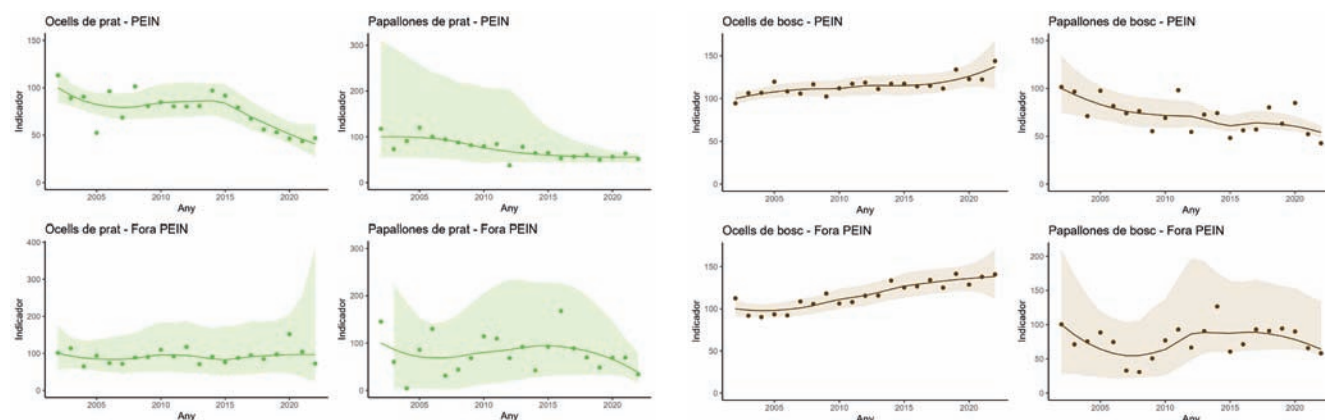 Ocells de prat - PEIN
150
100
50
0
Indicador
2005 2010 2015 2020
Any
Papallones de prat - PEIN
300
200
100
0
Indicador
2005 2010 2015 2020
Any
Ocells de bosc - PEIN
150
100
50
0
Indicador
2005 2010 2015 2020
Any
Papallones de bosc - PEIN
150
100
50
0
Indicador
2005 2010 2015 2020
Any
Ocells de prat - Fora PEIN
400
300
200
100
0
Indicador
2005 2010 2015 2020
Any
Papallones de prat - Fora PEIN
300
200
100
0
Indicador
2005 2010 2015 2020
Any
Ocells de bosc - Fora PEIN
150
100
50
0
Indicador
2005 2010 2015 2020
Any
Papallones de bosc - Fora PEIN
200
150
100
50
0
Indicador
2005 2010 2015 2020
Any